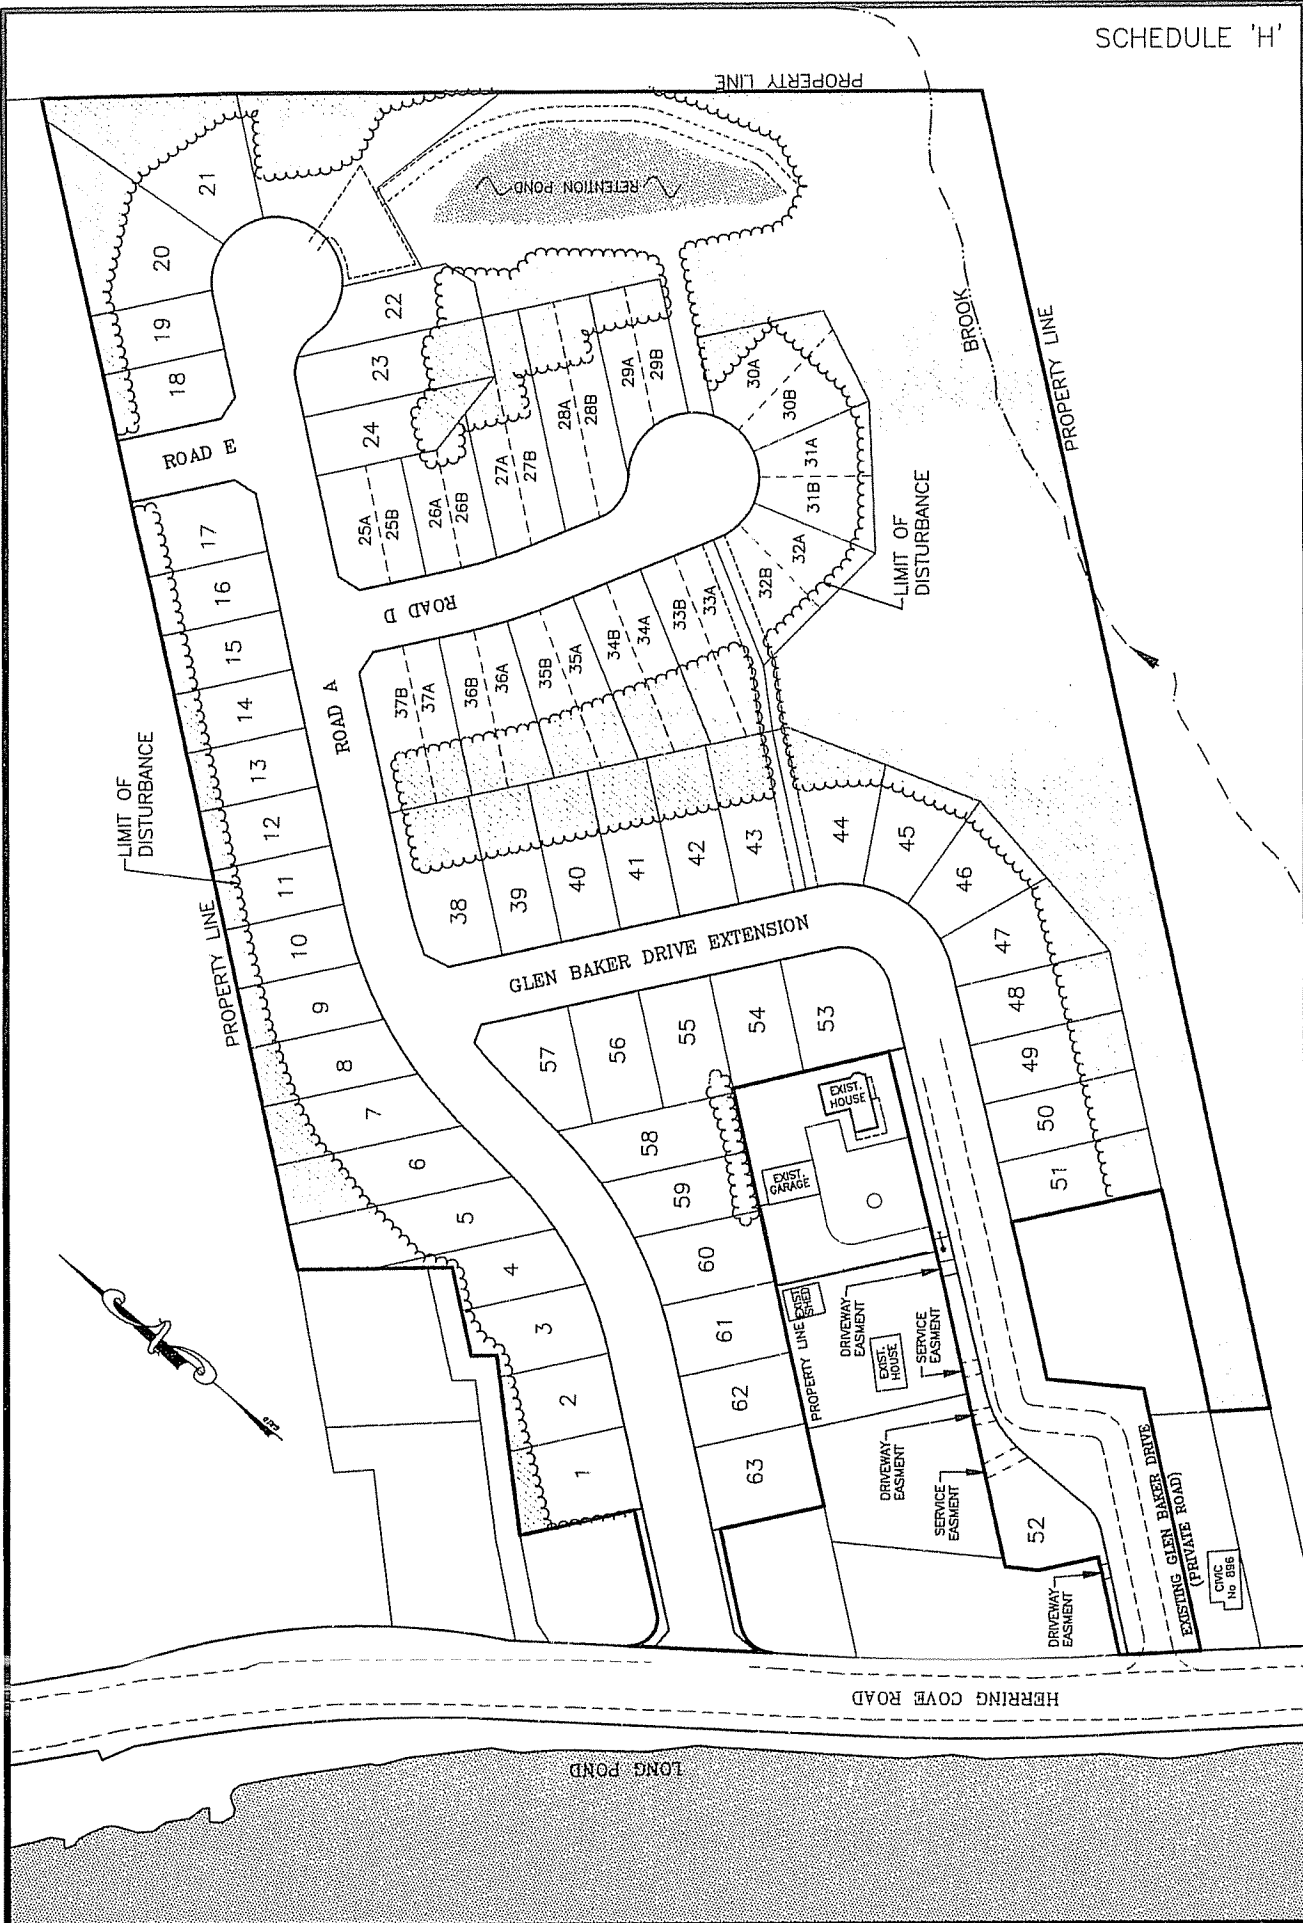 SCHEDULE 'H'
PROPERTY LINE
21
20
19
18
22
23
24
RETENTION POND
ROAD E
BROOK
PROPERTY LINE
30A
30B
31A
31B
32A
32B
29A
29B
28A
28B
27A
27B
26A
26B
25A
25B
ROAD D
LIMIT OF
DISTURBANCE
17
16
15
14
13
12
11
10
9
8
7
6
5
4
3
2
1
ROAD A
LIMIT OF
DISTURBANCE
PROPERTY LINE
37B
37A
36B
36A
35B
35A
34B
34A
33B
33A
38
39
40
41
42
43
44
45
46
47
48
49
50
51
GLEN BAKER DRIVE EXTENSION
57
56
55
54
53
58
59
60
61
62
63
EXIST.
HOUSE
EXIST.
GARAGE
EXIST.
SHED
PROPERTY LINE
DRIVEWAY
EASMENT
EXIST.
HOUSE
SERVICE
EASMENT
DRIVEWAY
EASMENT
SERVICE
EASMENT
52
DRIVEWAY
EASMENT
EXISTING GLEN BAKER DRIVE
(PRIVATE ROAD)
CIVIC
No 896
HERRING COVE ROAD
LONG POND